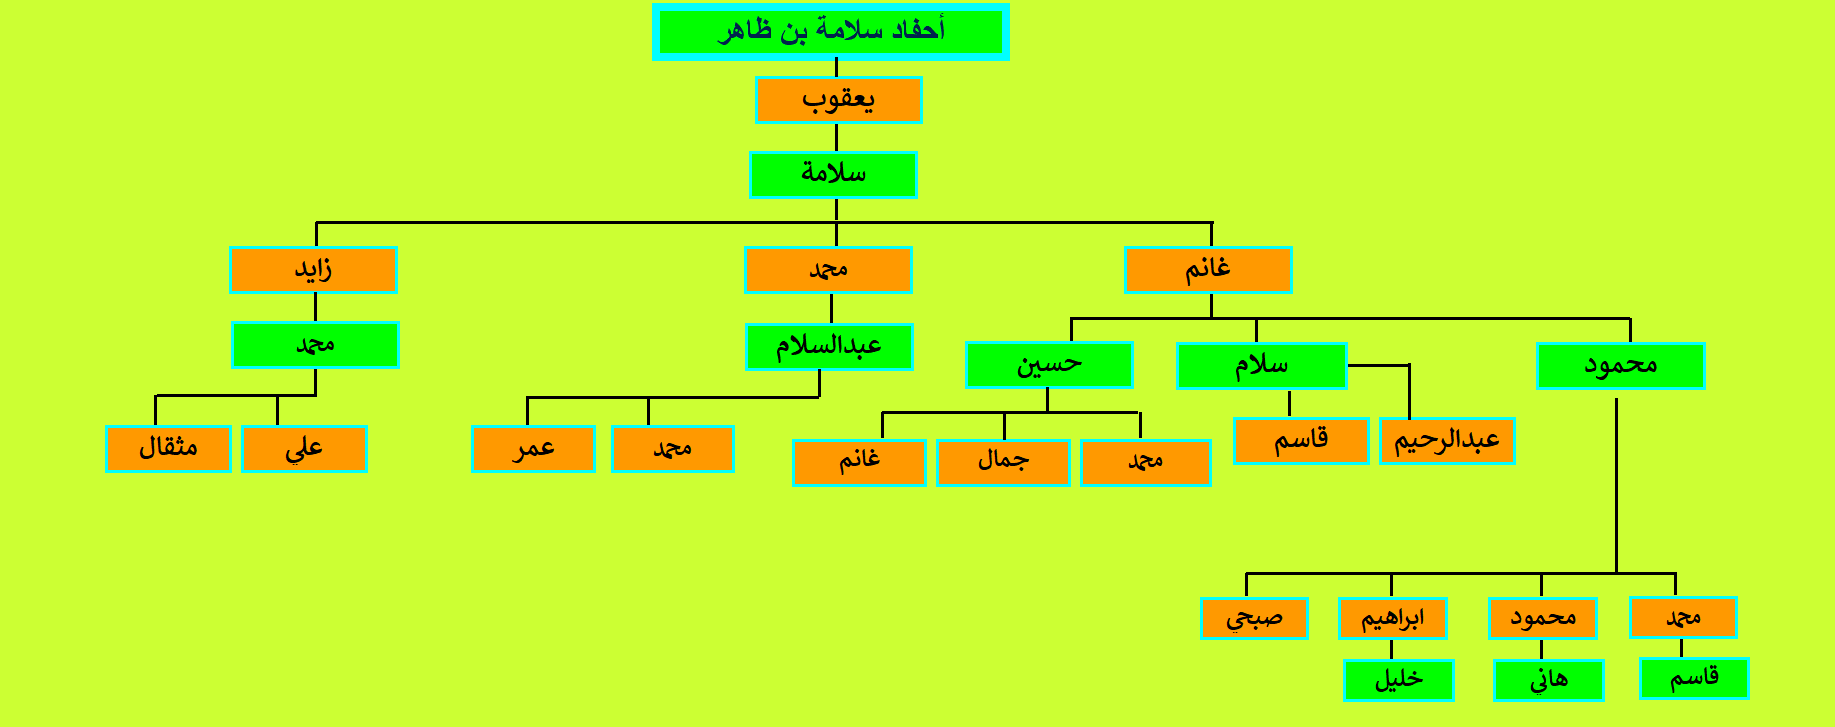 أحفاد سلامة بن ظاهر
يعقوب
سلامة
غانم
محمد
زايد
محمود
سلام
حسين
عبدالسلام
محمد
عبدالرحيم
قاسم
محمد
جمال
غانم
محمد
عمر
علي
مثقال
محمد
محمود
ابراهيم
صبحي
قاسم
هاني
خليل